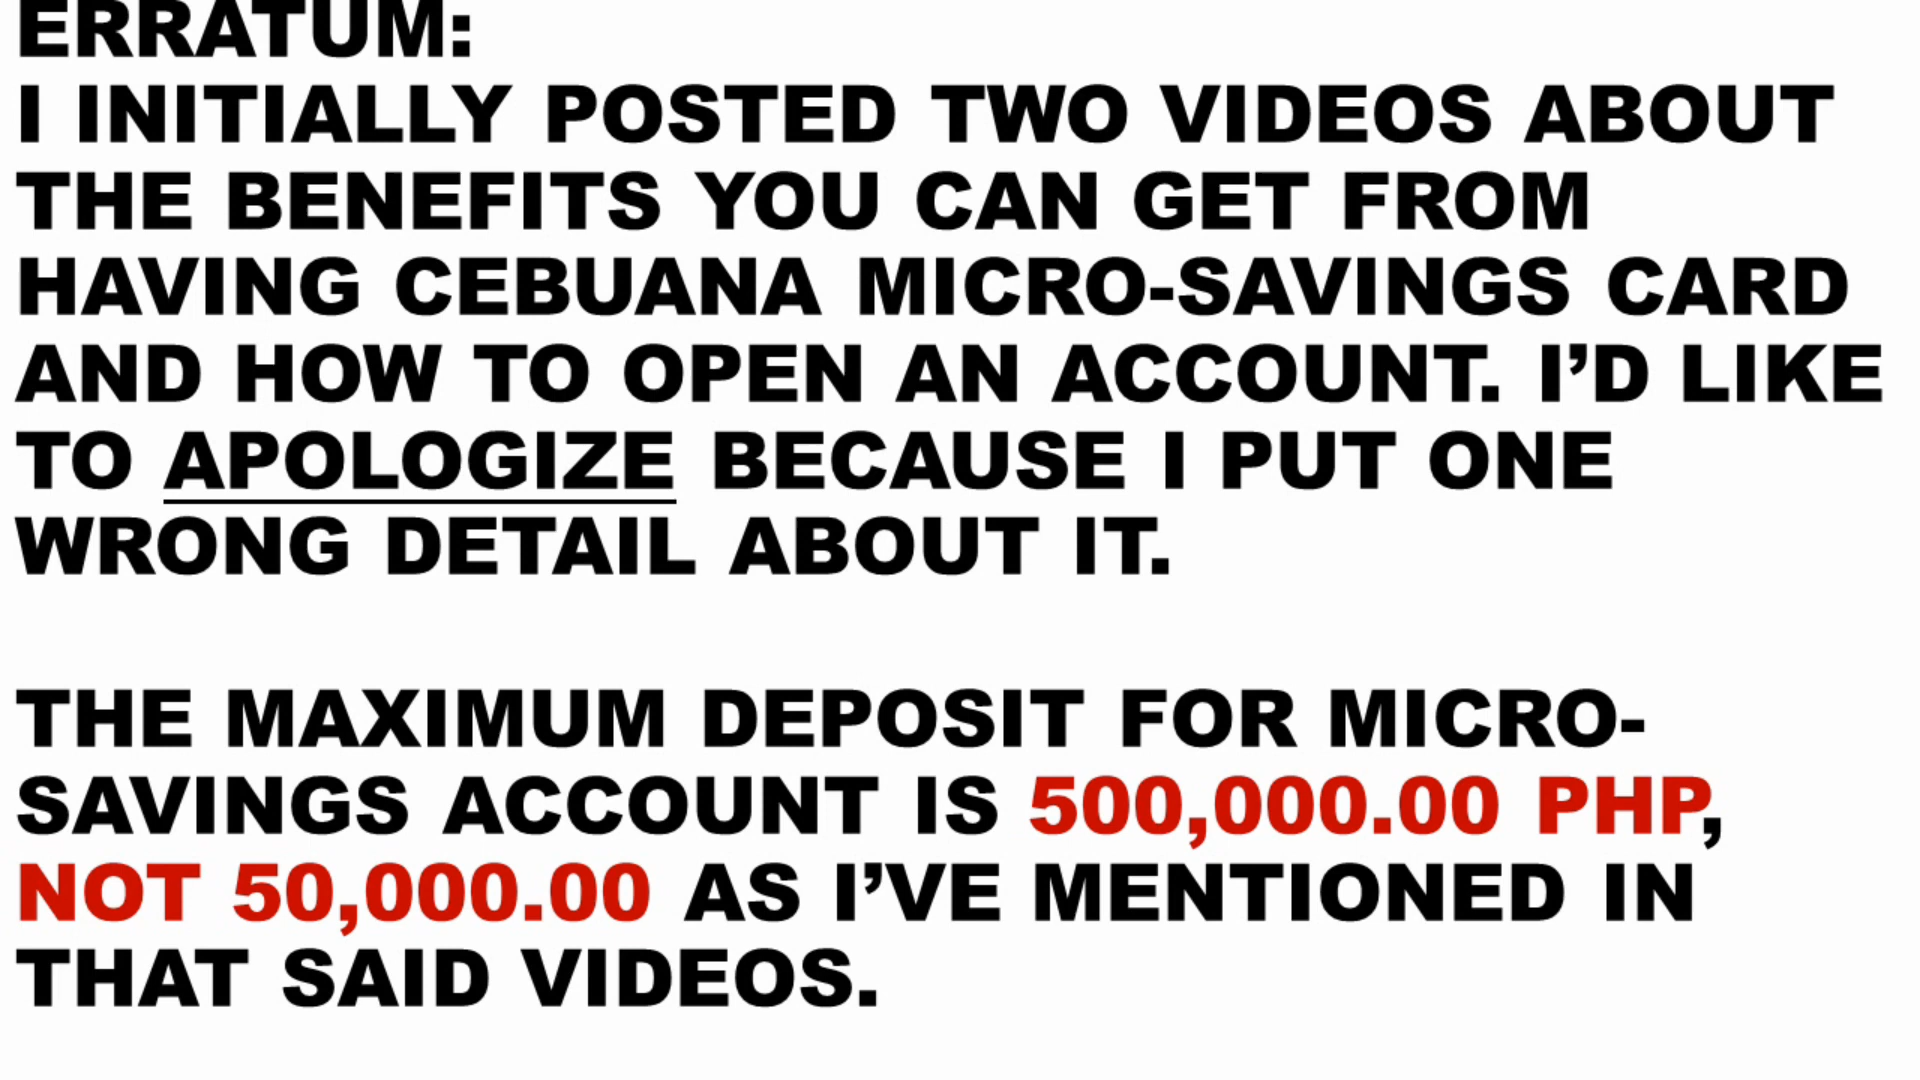 ERRATUM:
I INITIALLY POSTED TWO VIDEOS ABOUT
THE BENEFITS YOU CAN GET FROM
HAVING CEBUANA MICRO-SAVINGS CARD
AND HOW TO OPEN AN ACCOUNT. I’D LIKE
TO APOLOGIZE BECAUSE I PUT ONE
WRONG DETAIL ABOUT IT.
THE MAXIMUM DEPOSIT FOR MICRO-
SAVINGS ACCOUNT IS 500,000.00 PHP,
NOT 50,000.00 AS I’VE MENTIONED IN
THAT SAID VIDEOS.